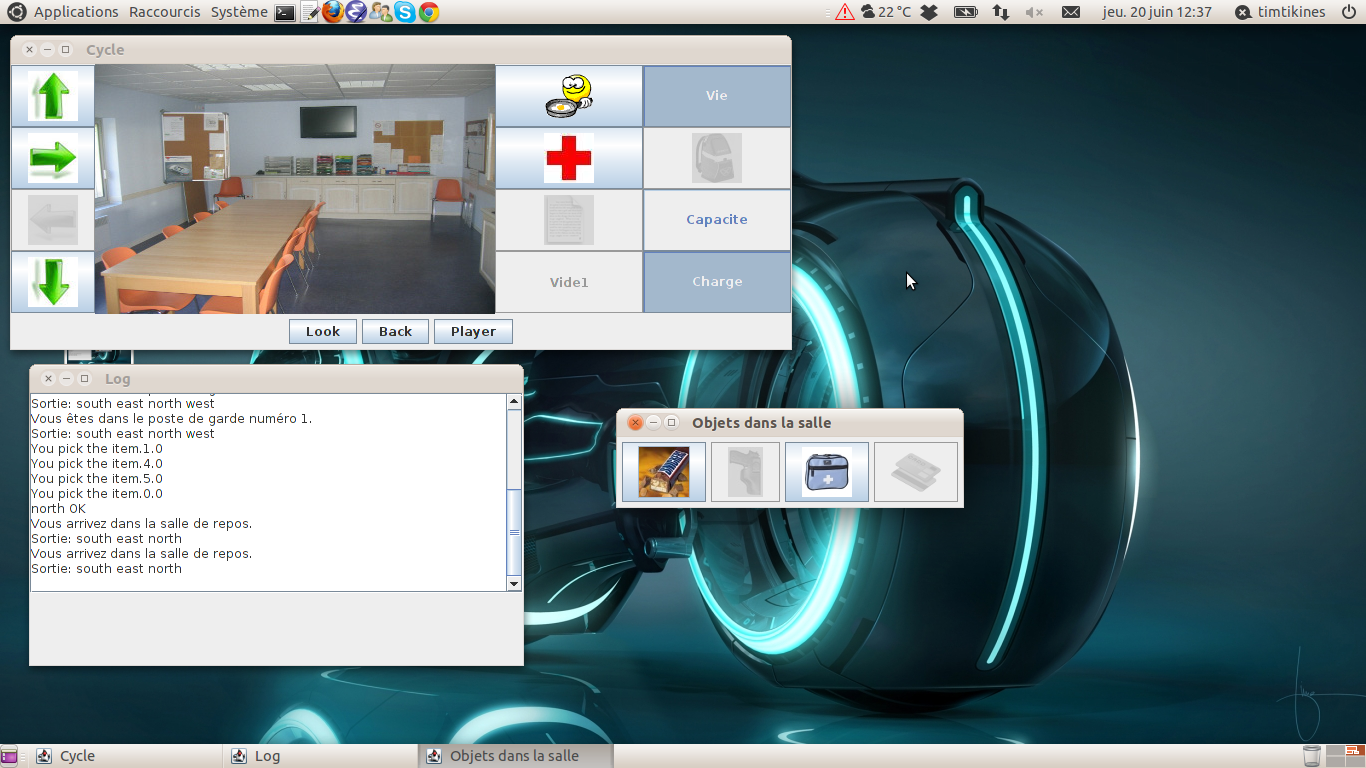 Applications Raccourcis Système 22 °C jeu. 20 juin 12:37 timtikines
Cycle
Vie
Capacite
Vide1
Charge
Look Back Player
Log
Sortie: south east north west
Vous êtes dans le poste de garde numéro 1.
Sortie: south east north west
You pick the item.1.0
You pick the item.4.0
You pick the item.5.0
You pick the item.0.0
north OK
Vous arrivez dans la salle de repos.
Sortie: south east north
Vous arrivez dans la salle de repos.
Sortie: south east north
Objets dans la salle
Cycle Log Objets dans la salle